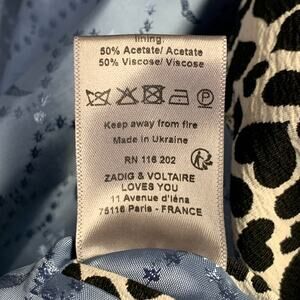 lining:
50% Acetate/ Acetate
50% Viscose/ Viscose
P
Keep away from fire
Made in Ukraine
RN 116 202
ZADIG & VOLTAIRE
LOVES YOU
11 Avenue d'iéna
75116 Paris - FRANCE